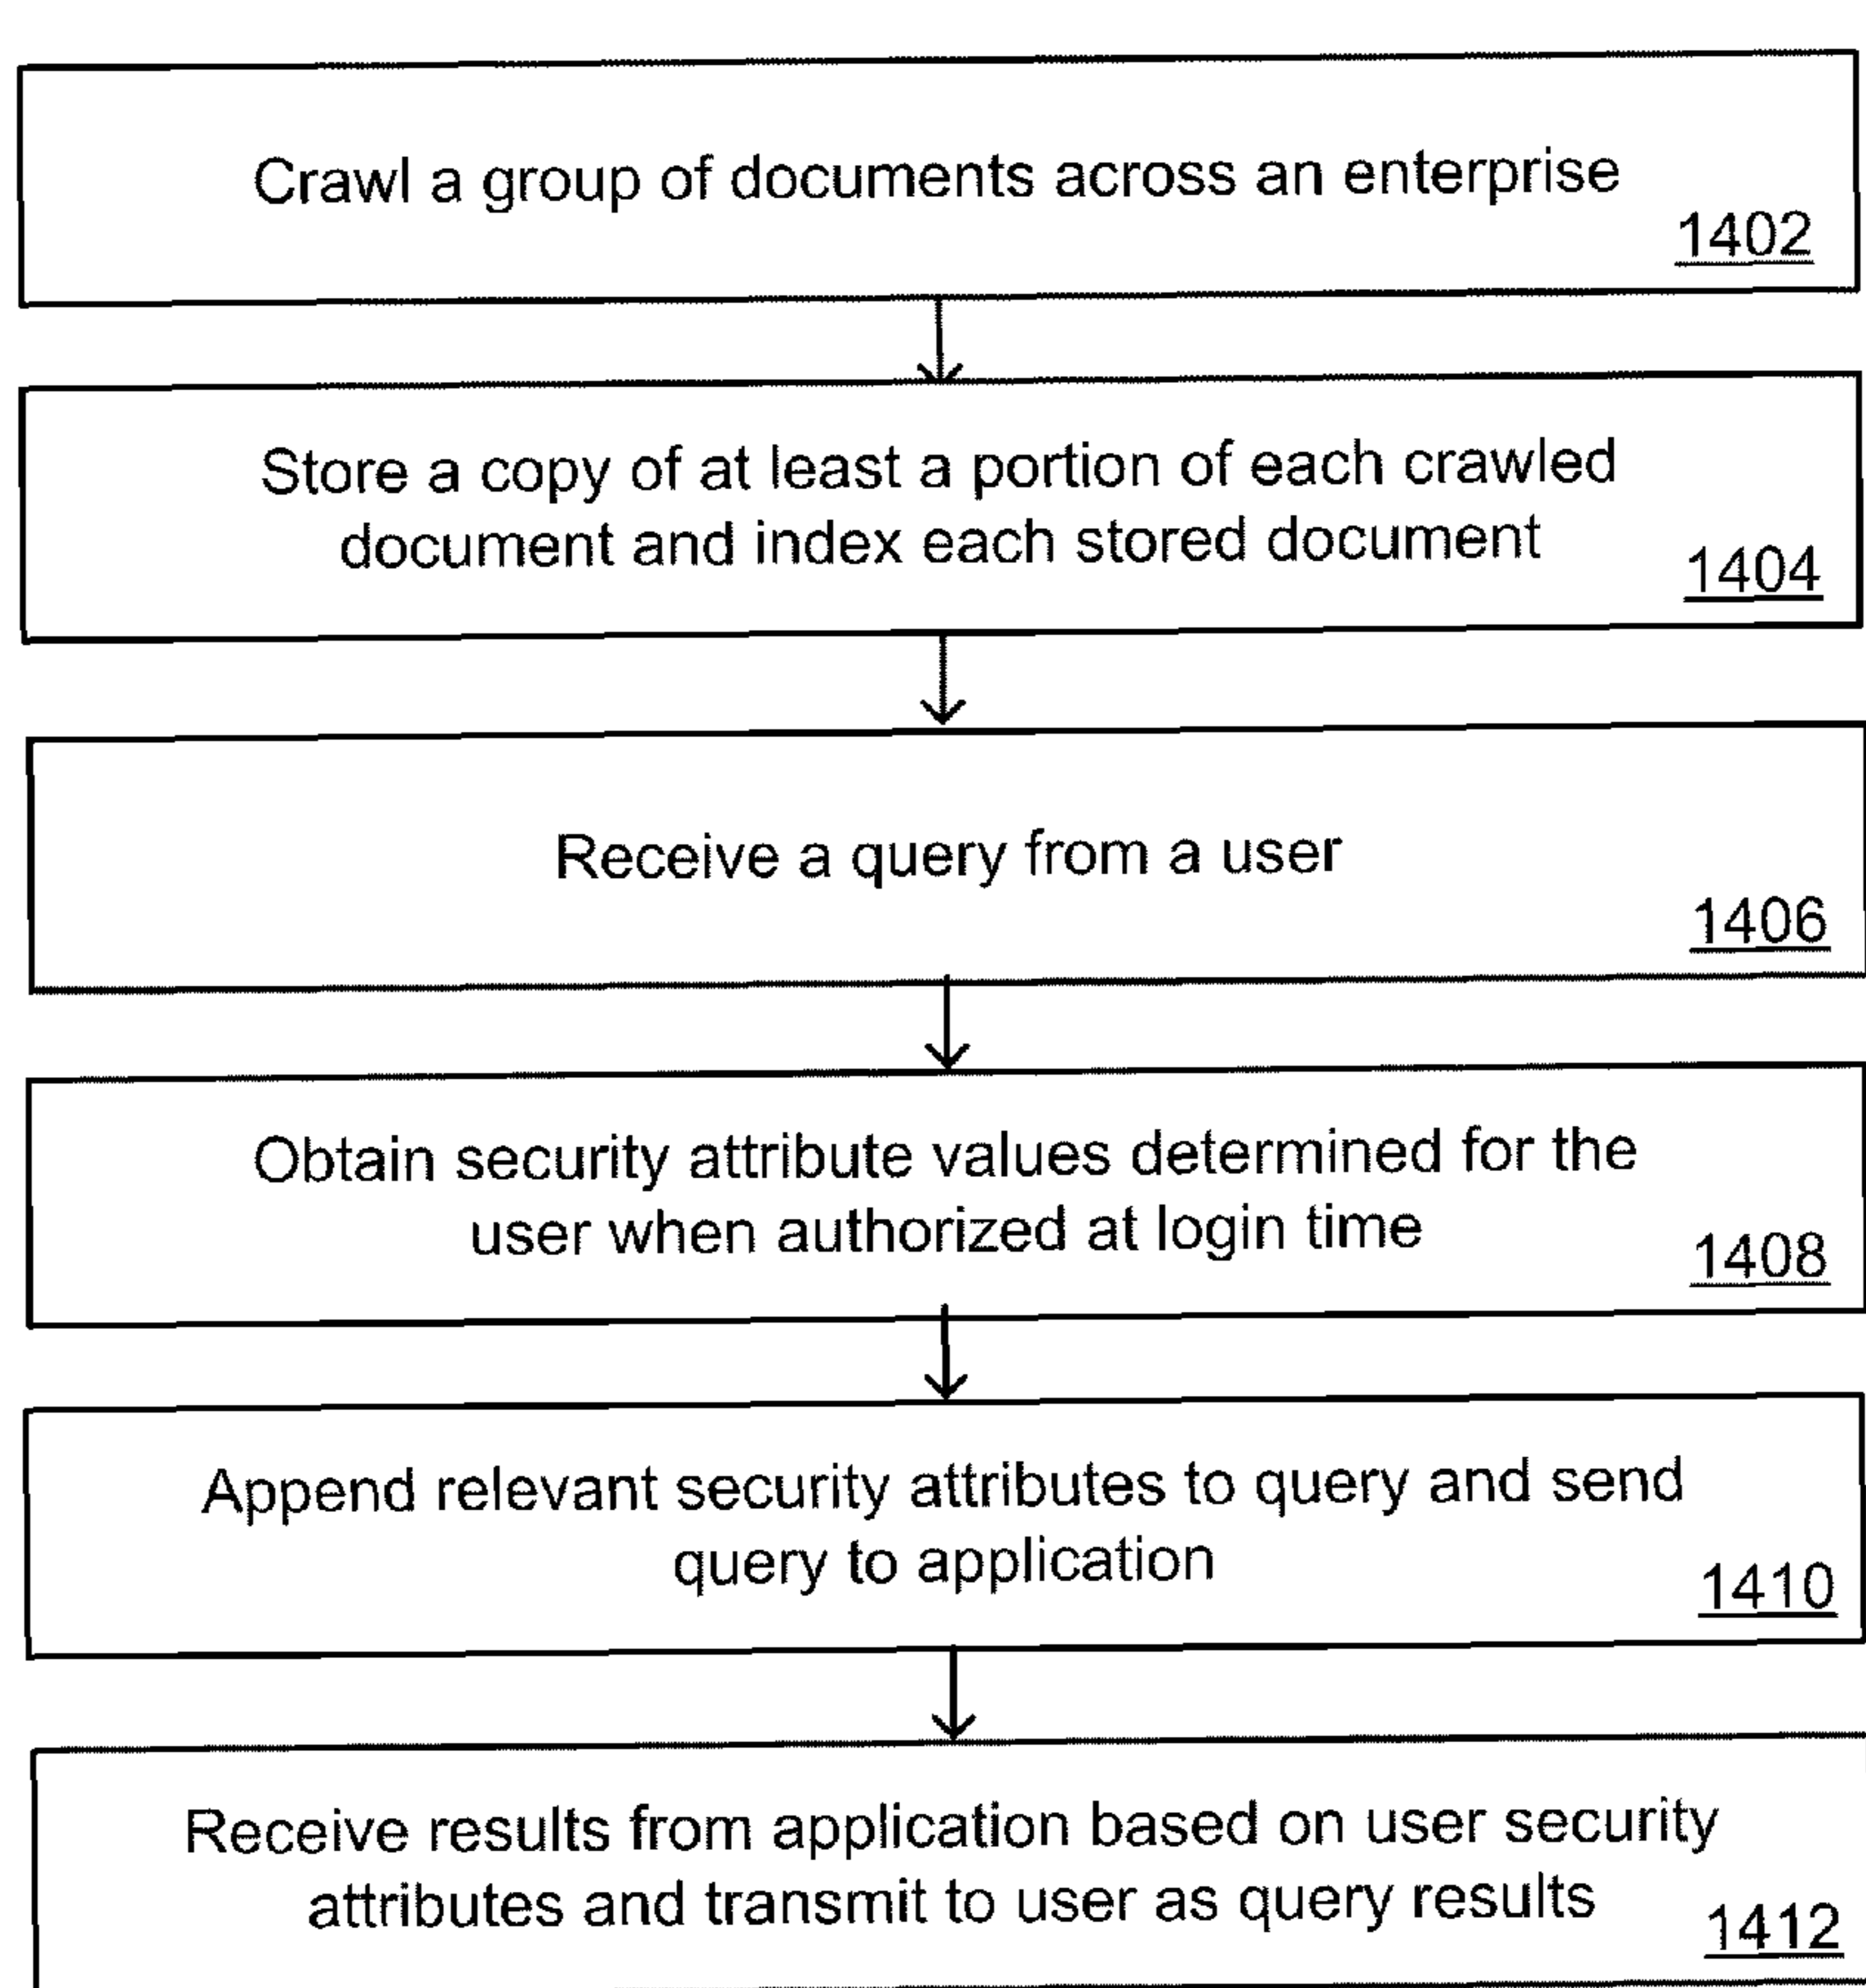 Crawl a group of documents across an enterprise
1402
Store a copy of at least a portion of each crawled
document and index each stored document
1404
Receive a query from a user
1406
Obtain security attribute values determined for the
user when authorized at login time
1408
Append relevant security attributes to query and send
query to application
1410
Receive results from application based on user security
attributes and transmit to user as query results
1412